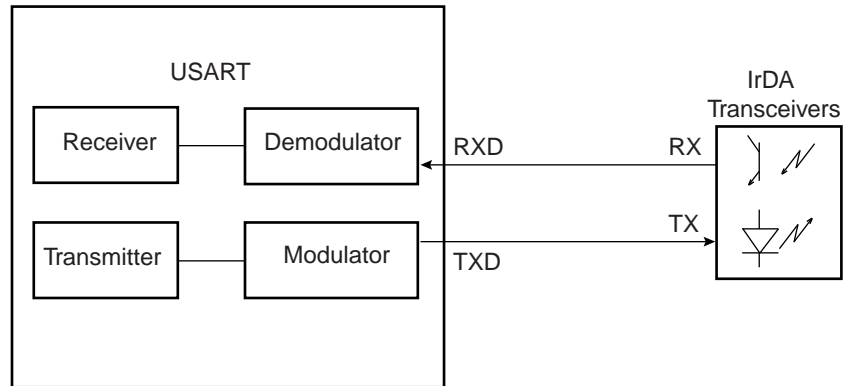 USART
IrDA
Transceivers
Receiver
Demodulator
RXD
RX
Transmitter
Modulator
TXD
TX